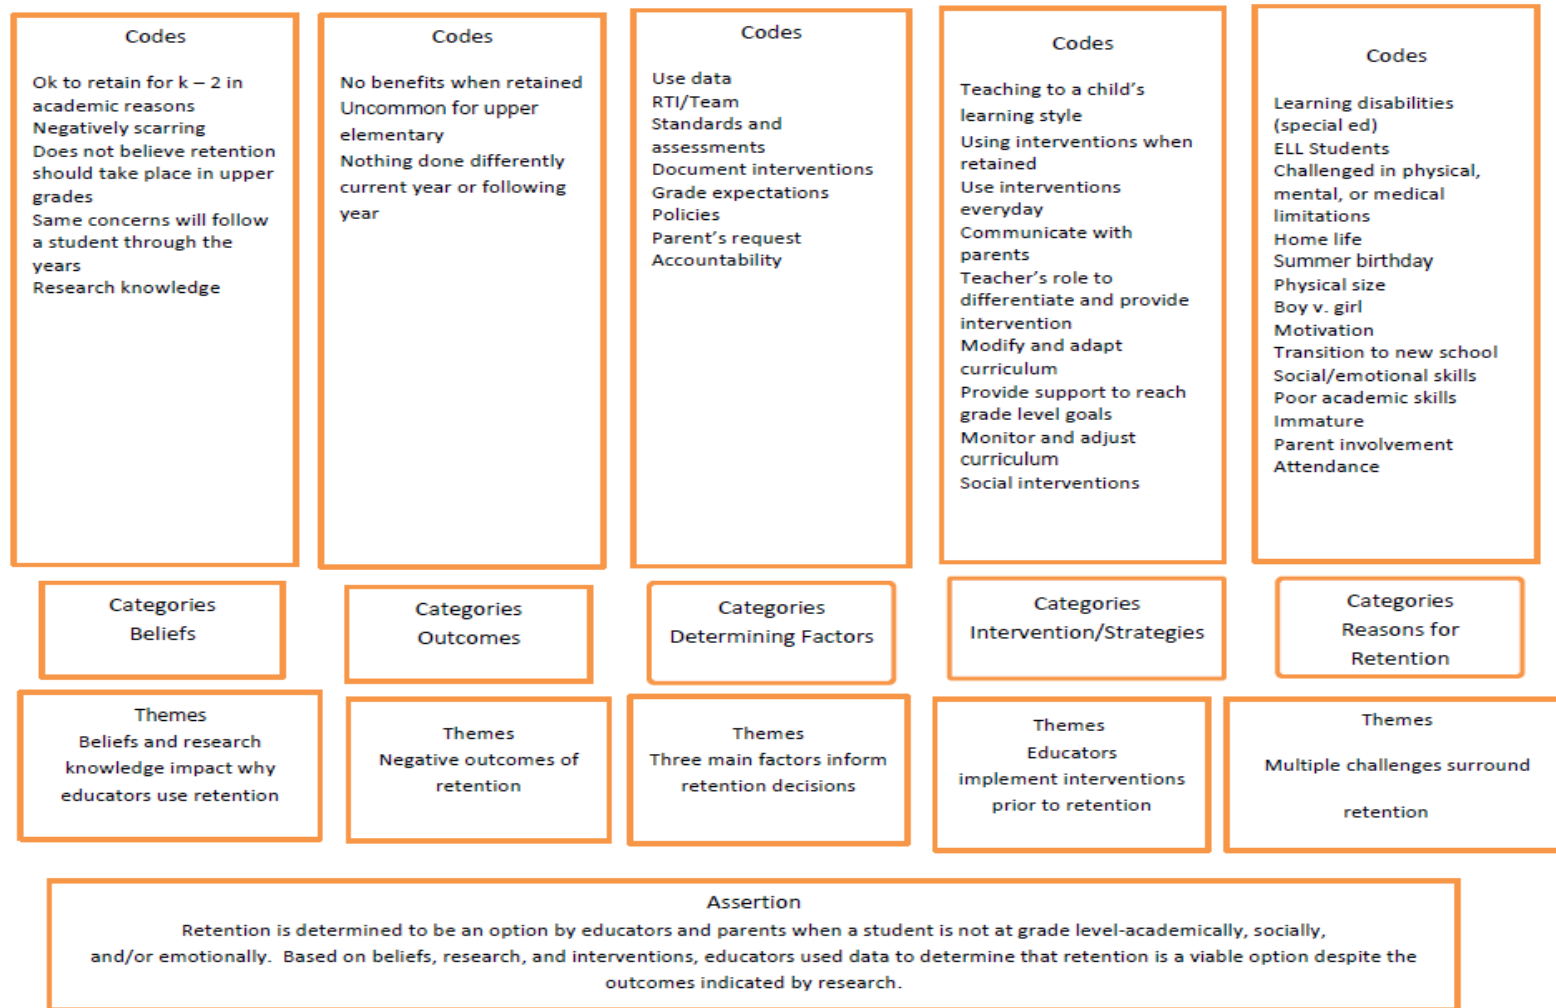 Codes
Ok to retain for k – 2 in
academic reasons
Negatively scarring
Does not believe retention
should take place in upper
grades
Same concerns will follow
a student through the
years
Research knowledge
Codes
No benefits when retained
Uncommon for upper
elementary
Nothing done differently
current year or following
year
Codes
Use data
RTI/Team
Standards and
assessments
Document interventions
Grade expectations
Policies
Parent’s request
Accountability
Codes
Teaching to a child’s
learning style
Using interventions when
retained
Use interventions
everyday
Communicate with
parents
Teacher’s role to
differentiate and provide
intervention
Modify and adapt
curriculum
Provide support to reach
grade level goals
Monitor and adjust
curriculum
Social interventions
Codes
Learning disabilities
(special ed)
ELL Students
Challenged in physical,
mental, or medical
limitations
Home life
Summer birthday
Physical size
Boy v. girl
Motivation
Transition to new school
Social/emotional skills
Poor academic skills
Immature
Parent involvement
Attendance
Categories
Beliefs
Categories
Outcomes
Categories
Determining Factors
Categories
Intervention/Strategies
Categories
Reasons for
Retention
Themes
Beliefs and research
knowledge impact why
educators use retention
Themes
Negative outcomes of
retention
Themes
Three main factors inform
retention decisions
Themes
Educators
implement interventions
prior to retention
Themes
Multiple challenges surround
retention
Assertion
Retention is determined to be an option by educators and parents when a student is not at grade level-academically, socially,
and/or emotionally.  Based on beliefs, research, and interventions, educators used data to determine that retention is a viable option despite the
outcomes indicated by research.